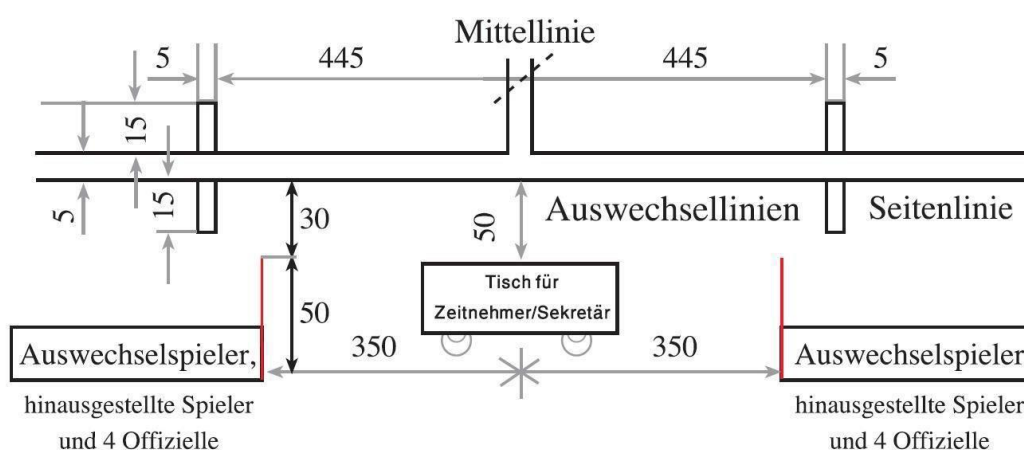 Mittellinie
5
445
445
5
15
15
5
30
50
Auswechsellinien
Seitenlinie
Tisch für
Zeitnehmer/Sekretär
50
350
350
Auswechselspieler,
hinausgestellte Spieler
und 4 Offizielle
Auswechselspieler
hinausgestellte Spieler
und 4 Offizielle